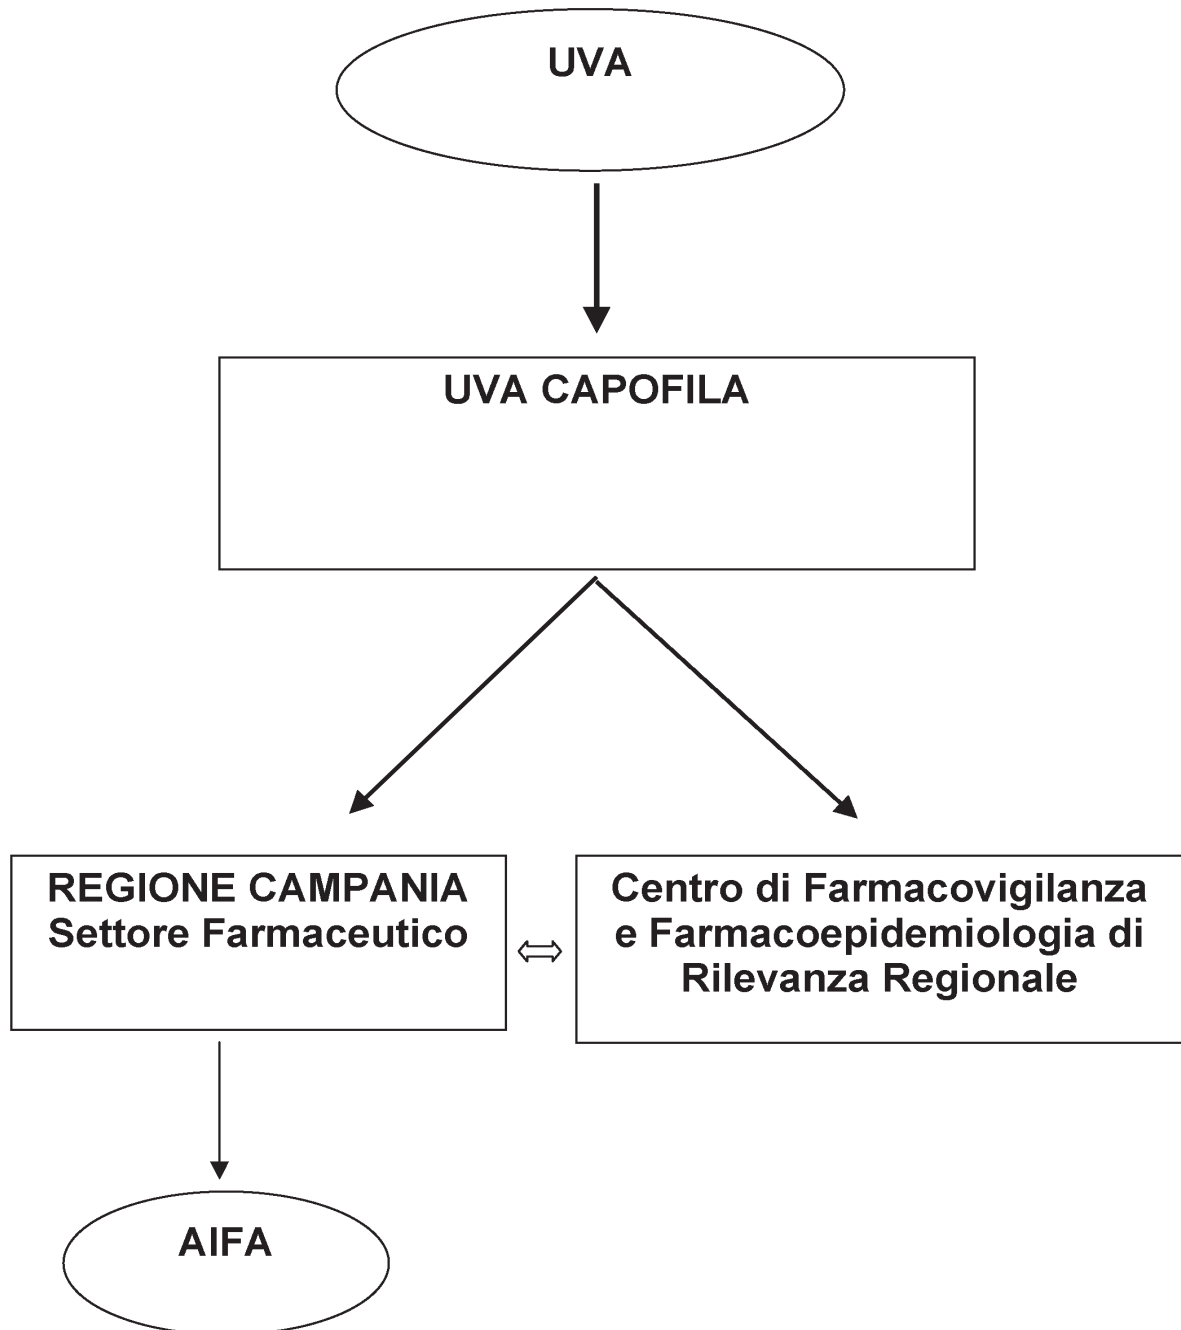 UVA
UVA CAPOFILA
REGIONE CAMPANIA
Settore Farmaceutico
Centro di Farmacovigilanza
e Farmacoepidemiologia di
Rilevanza Regionale
AIFA